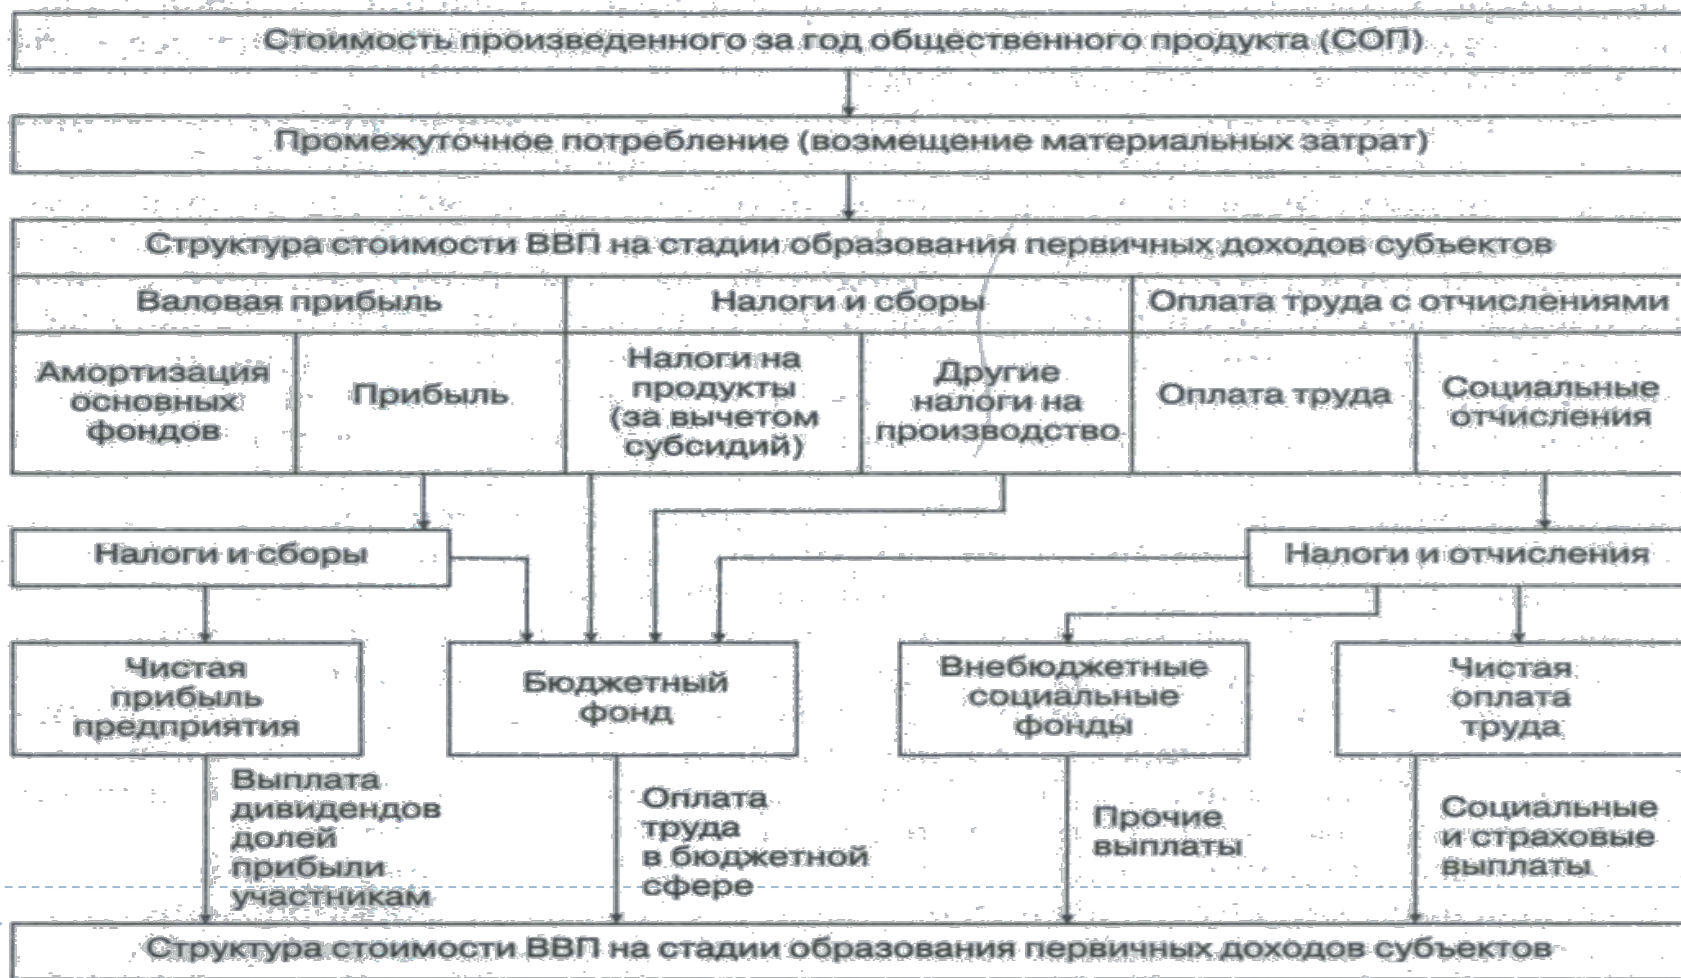 Стоимость произведенного за год общественного продукта (СОП)
Промежуточное потребление (возмещение материальных затрат)
Структура стоимости ВВП на стадии образования первичных доходов субъектов
Валовая прибыль
Налоги и сборы
Оплата труда с отчислениями
Амортизация
основных
фондов
Прибыль
Налоги на
продукты
(за вычетом
субсидий)
Другие
налоги на
производство
Оплата труда
Социальные
отчисления
Налоги и сборы
Налоги и отчисления
Чистая
прибыль
предприятия
Бюджетный
фонд
Внебюджетные
социальные
фонды
Чистая
оплата
труда
Выплата
дивидендов
долей
прибыли
участникам
Оплата
труда
в бюджетной
сфере
Прочие
выплаты
Социальные
и страховые
выплаты
Структура стоимости ВВП на стадии образования первичных доходов субъектов